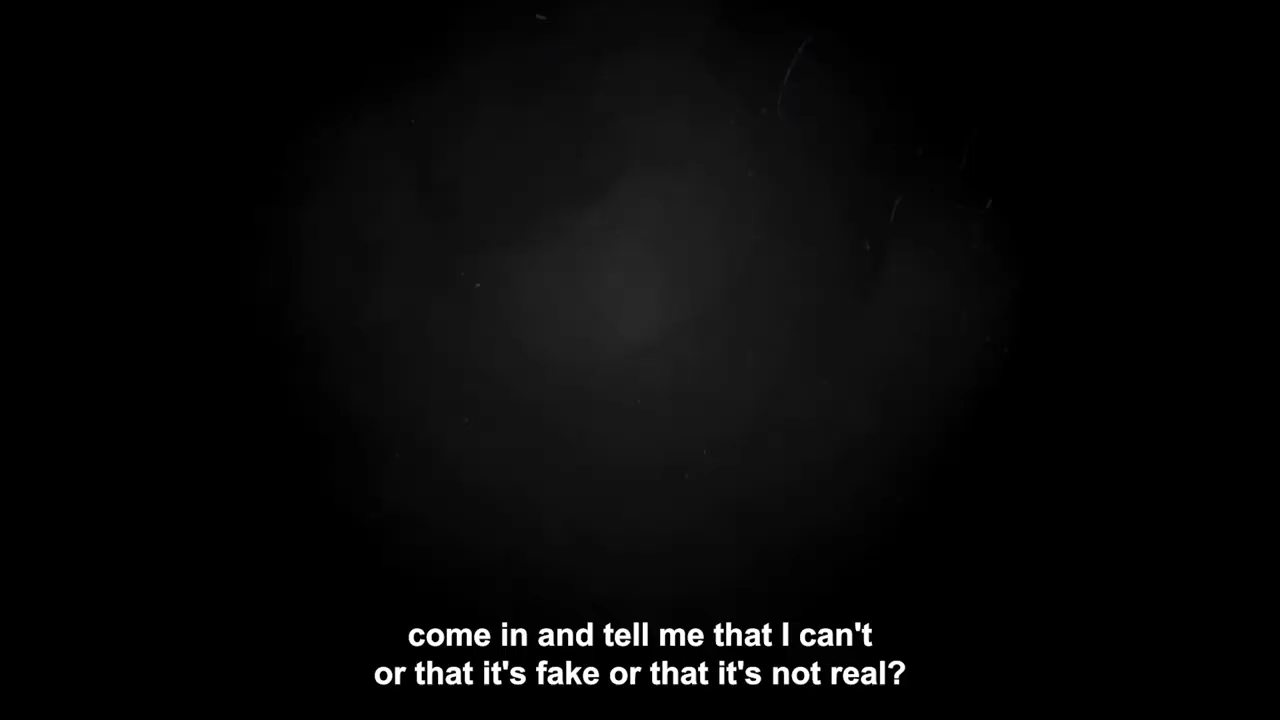 come in and tell me that I can't
or that it's fake or that it's not real?